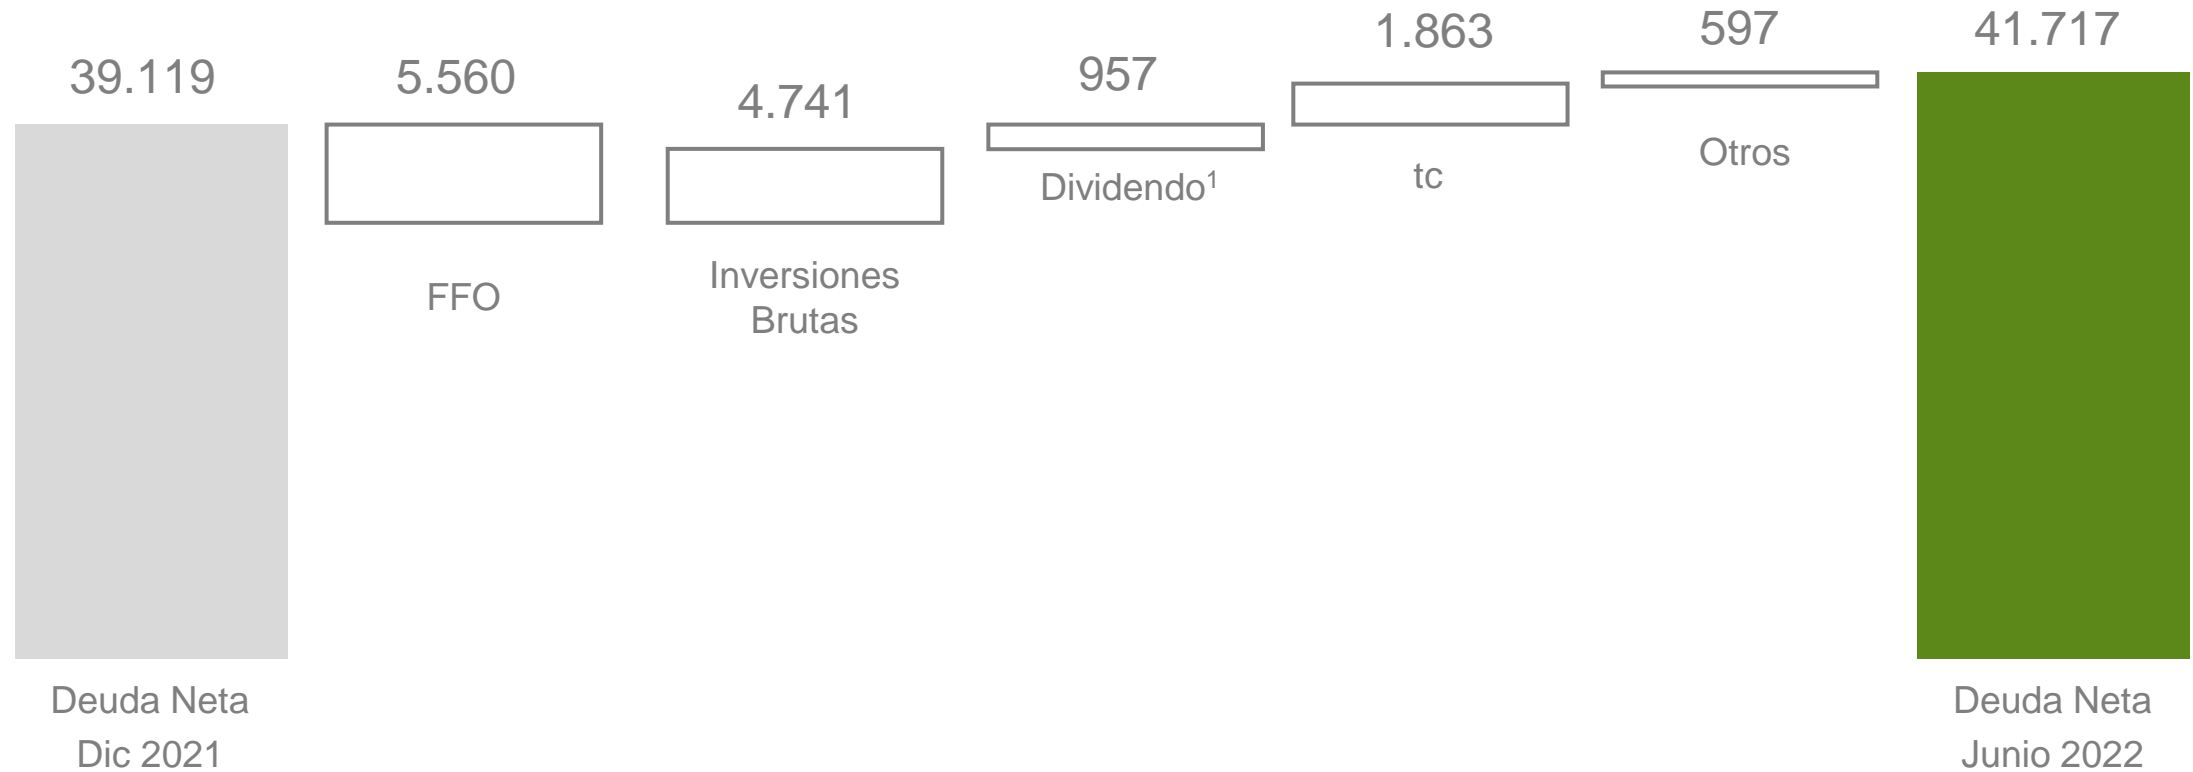 39.119
5.560
4.741
957
1.863
597
41.717
FFO
Inversiones
Brutas
Dividendo¹
tc
Otros
Deuda Neta
Dic 2021
Deuda Neta
Junio 2022